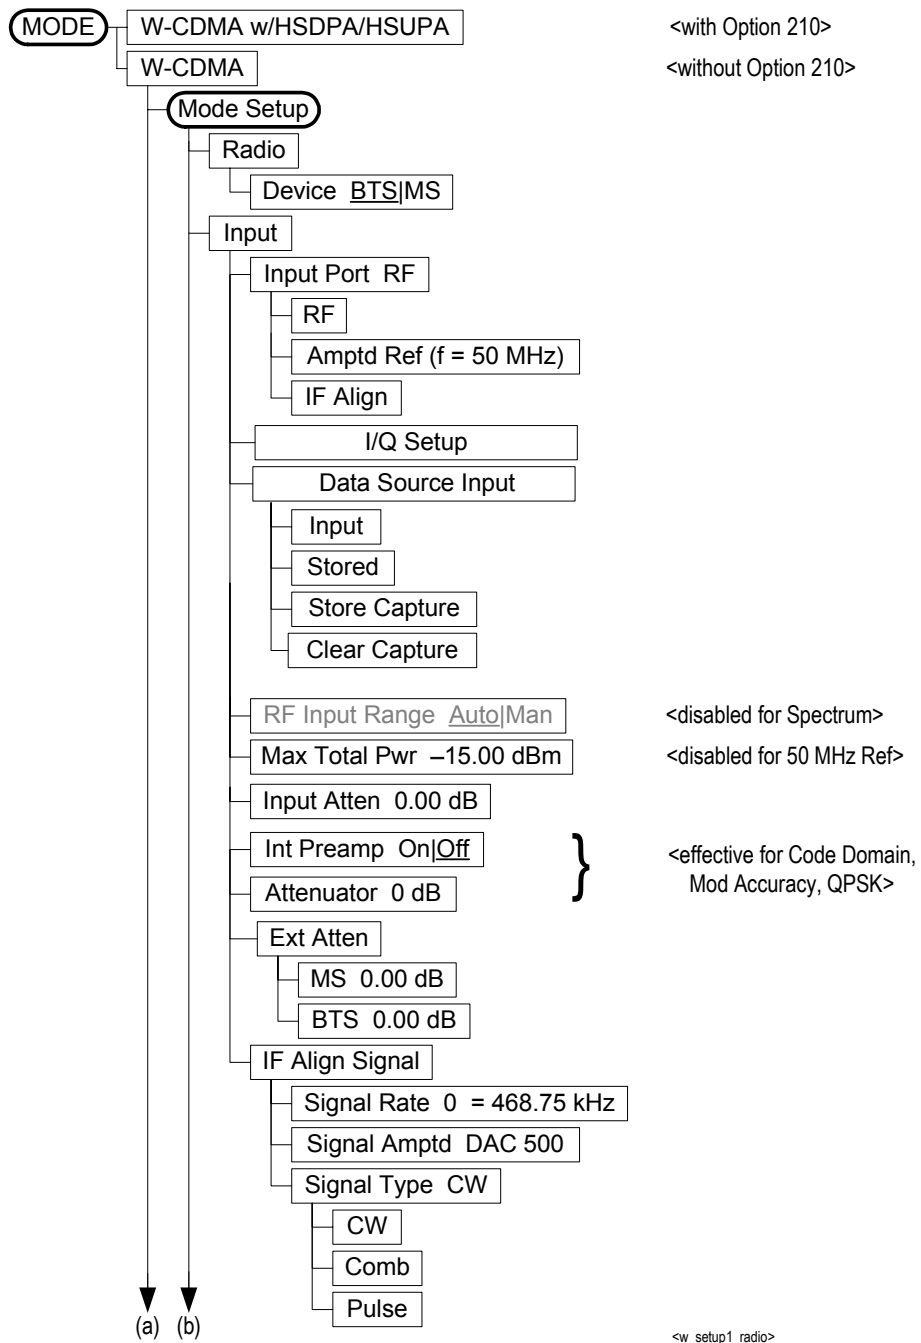 MODE
W-CDMA w/HSDPA/HSUPA
<with Option 210>
W-CDMA
<without Option 210>
Mode Setup
Radio
Device BTS|MS
Input
Input Port RF
RF
Amptd Ref (f = 50 MHz)
IF Align
I/Q Setup
Data Source Input
Input
Stored
Store Capture
Clear Capture
RF Input Range Auto|Man
<disabled for Spectrum>
Max Total Pwr –15.00 dBm
<disabled for 50 MHz Ref>
Input Atten 0.00 dB
Int Preamp On|Off
Attenuator 0 dB
}
<effective for Code Domain,
Mod Accuracy, QPSK>
Ext Atten
MS 0.00 dB
BTS 0.00 dB
IF Align Signal
Signal Rate 0 = 468.75 kHz
Signal Amptd DAC 500
Signal Type CW
CW
Comb
Pulse
(a) (b)
<w_setup1_radio>